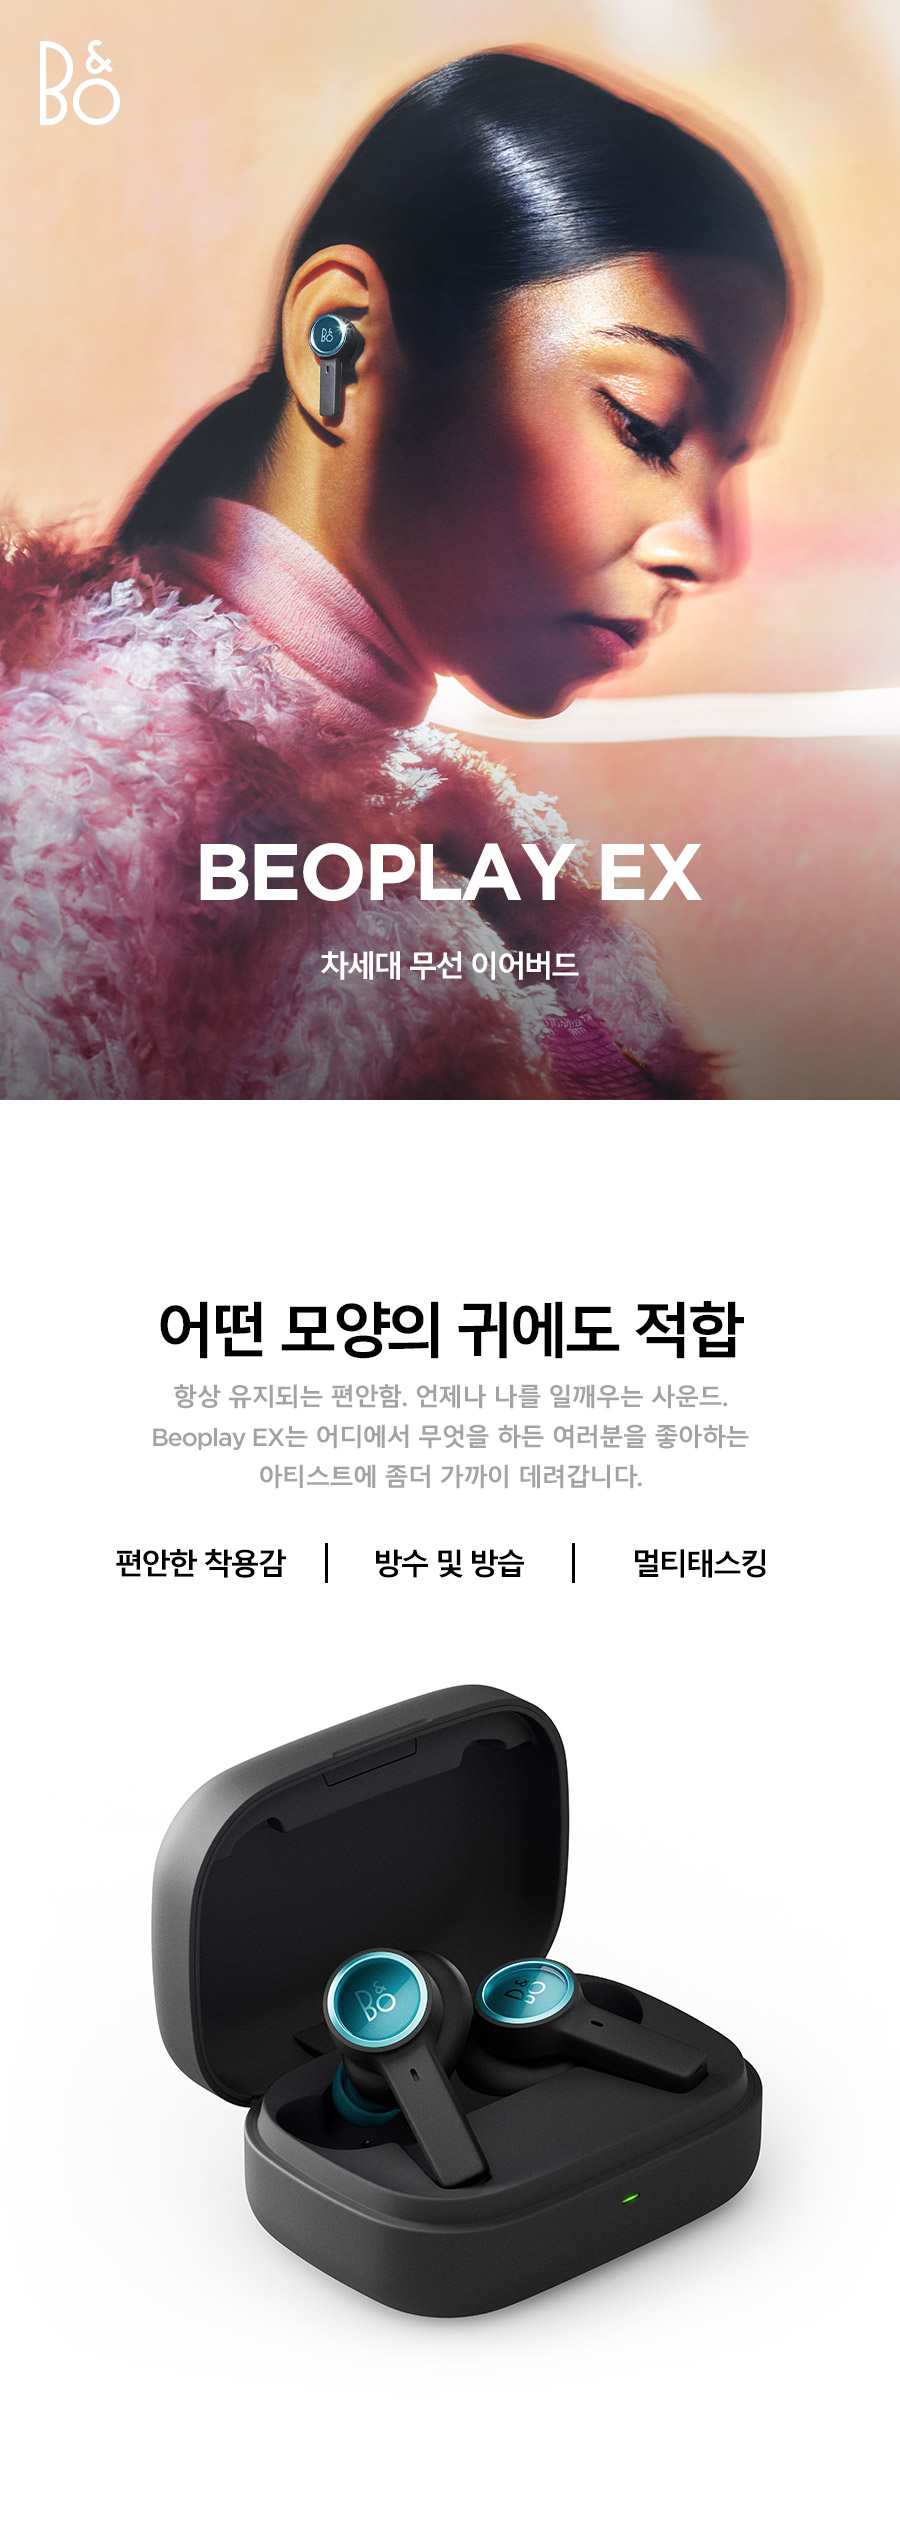 B&O
B&O
BEOPLAY EX
차세대 무선 이어버드
어떤 모양의 귀에도 적합
항상 유지되는 편안함. 언제나 나를 일깨우는 사운드.
Beoplay EX는 어디에서 무엇을 하든 여러분을 좋아하는
아티스트에 좀더 가까이 데려갑니다.
편안한 착용감 | 방수 및 방습 | 멀티태스킹
B&O
B&O